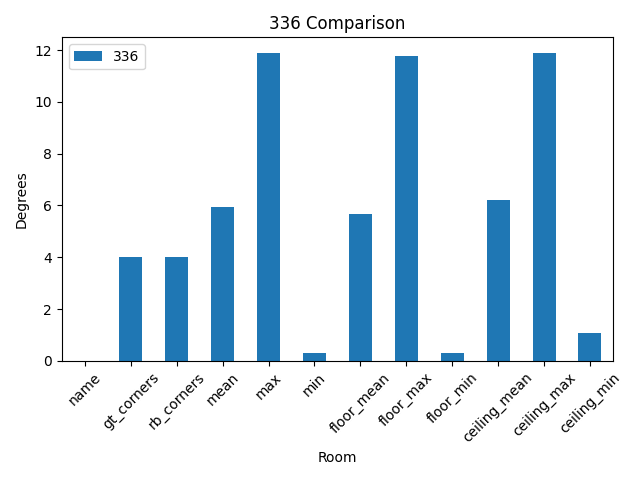 336 Comparison
336
12
10
8
6
4
2
0
Degrees
name
gt_corners
rb_corners
mean
max
min
floor_mean
floor_max
floor_min
ceiling_mean
ceiling_max
ceiling_min
Room